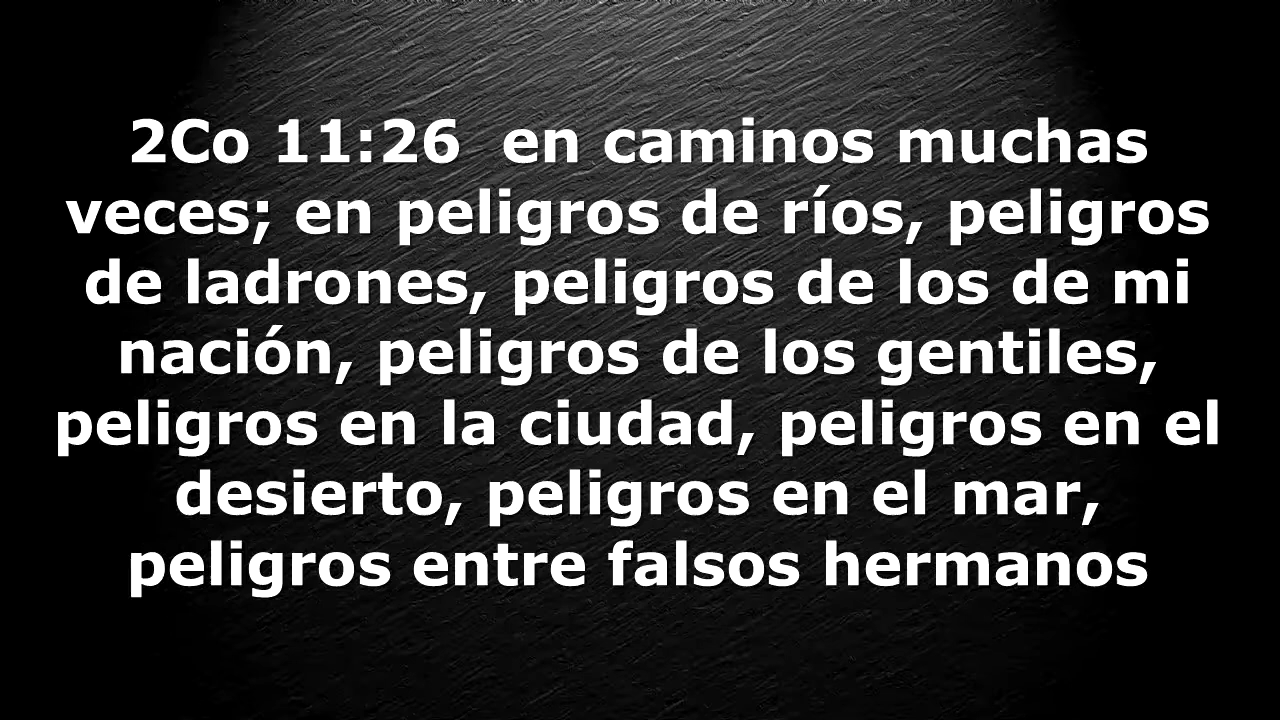 2Co 11:26  en caminos muchas
veces; en peligros de ríos, peligros
de ladrones, peligros de los de mi
nación, peligros de los gentiles,
peligros en la ciudad, peligros en el
desierto, peligros en el mar,
peligros entre falsos hermanos